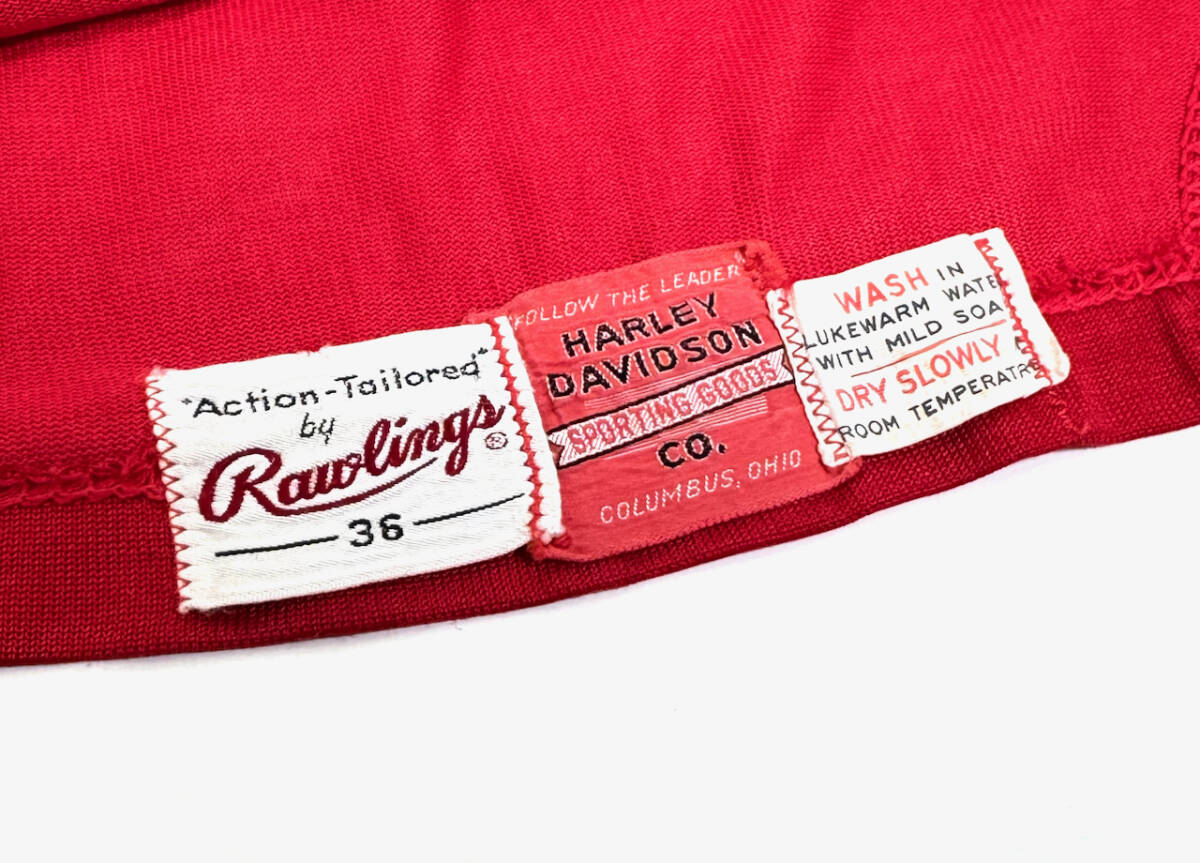 "Action-Tailored"
by
Rawlings®
36
"FOLLOW THE LEADER"
HARLEY
DAVIDSON
SPORTING GOODS
CO.
COLUMBUS, OHIO
WASH IN
LUKEWARM WATE
WITH MILD SOA
DRY SLOWLY
ROOM TEMPERATR